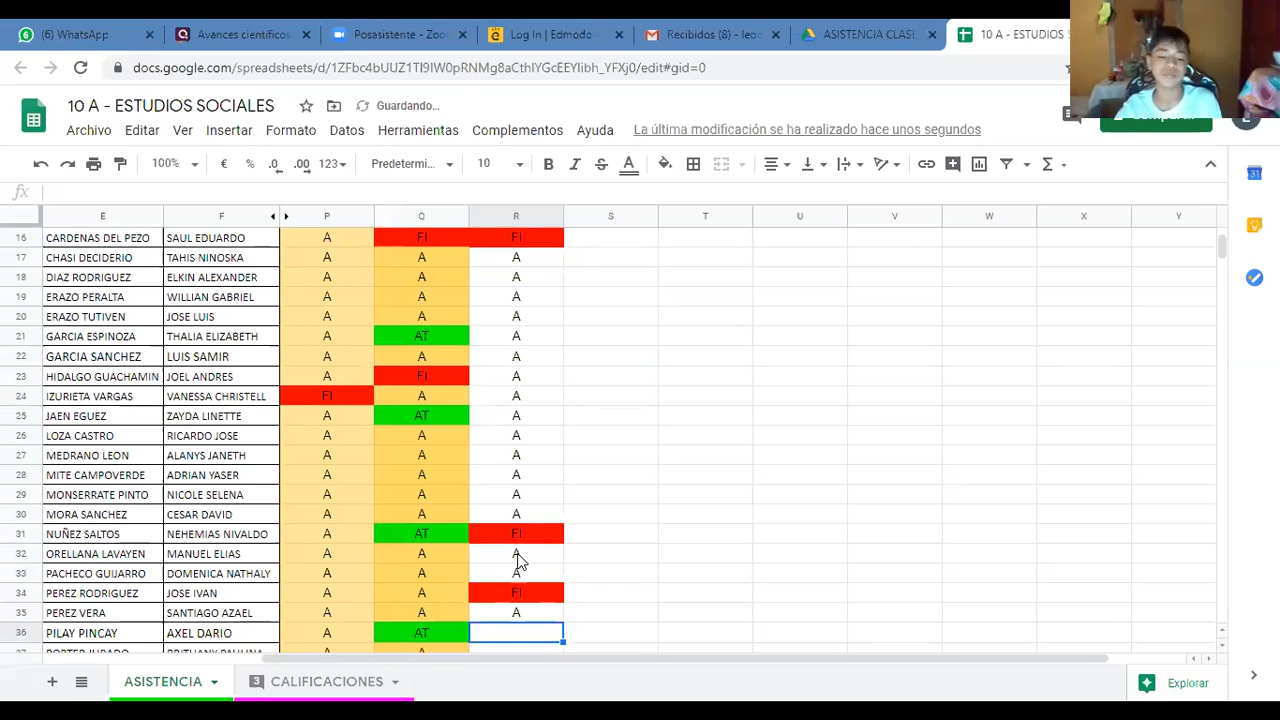 (6) WhatsApp × Avances científicos × Posasistente - Zoo × Log In | Edmodo × Recibidos (8) - leoc × ASISTENCIA CLASE × 10 A - ESTUDIOS S
docs.google.com/spreadsheets/d/1ZFbc4bUUZ1TI9IW0pRNMg8aCthIYGcEEYlibh_YFXj0/edit#gid=0
10 A - ESTUDIOS SOCIALES Guardando...
Archivo Editar Ver Insertar Formato Datos Herramientas Complementos Ayuda La última modificación se ha realizado hace unos segundos
100% € % .0 .00 123 Predetermi... 10 B I S A
fx
E F P Q R S T U V W X Y
16 CARDENAS DEL PEZO SAUL EDUARDO A FI FI
17 CHASI DECIDERIO TAHIS NINOSKA A A A
18 DIAZ RODRIGUEZ ELKIN ALEXANDER A A A
19 ERAZO PERALTA WILLIAN GABRIEL A A A
20 ERAZO TUTIVEN JOSE LUIS A A A
21 GARCIA ESPINOZA THALIA ELIZABETH A AT A
22 GARCIA SANCHEZ LUIS SAMIR A A A
23 HIDALGO GUACHAMIN JOEL ANDRES A FI A
24 IZURIETA VARGAS VANESSA CHRISTELL FI A A
25 JAEN EGUEZ ZAYDA LINETTE A AT A
26 LOZA CASTRO RICARDO JOSE A A A
27 MEDRANO LEON ALANYS JANETH A A A
28 MITE CAMPOVERDE ADRIAN YASER A A A
29 MONSERRATE PINTO NICOLE SELENA A A A
30 MORA SANCHEZ CESAR DAVID A A A
31 NUÑEZ SALTOS NEHEMIAS NIVALDO A AT FI
32 ORELLANA LAVAYEN MANUEL ELIAS A A A
33 PACHECO GUIJARRO DOMENICA NATHALY A A A
34 PEREZ RODRIGUEZ JOSE IVAN A A FI
35 PEREZ VERA SANTIAGO AZAEL A A A
36 PILAY PINCAY AXEL DARIO A AT
ASISTENCIA 3 CALIFICACIONES Explorar